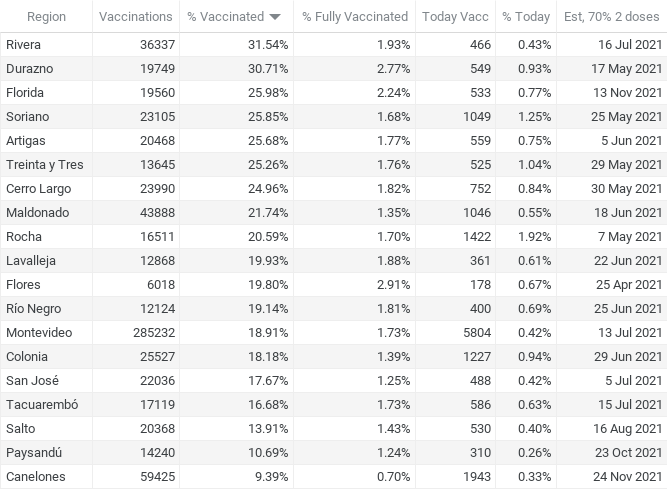 Region Vaccinations % Vaccinated % Fully Vaccinated Today Vacc % Today Est, 70% 2 doses
Rivera 36337 31.54% 1.93% 466 0.43% 16 Jul 2021
Durazno 19749 30.71% 2.77% 549 0.93% 17 May 2021
Florida 19560 25.98% 2.24% 533 0.77% 13 Nov 2021
Soriano 23105 25.85% 1.68% 1049 1.25% 25 May 2021
Artigas 20468 25.68% 1.77% 559 0.75% 5 Jun 2021
Treinta y Tres 13645 25.26% 1.76% 525 1.04% 29 May 2021
Cerro Largo 23990 24.96% 1.82% 752 0.84% 30 May 2021
Maldonado 43888 21.74% 1.35% 1046 0.55% 18 Jun 2021
Rocha 16511 20.59% 1.70% 1422 1.92% 7 May 2021
Lavalleja 12868 19.93% 1.88% 361 0.61% 22 Jun 2021
Flores 6018 19.80% 2.91% 178 0.67% 25 Apr 2021
Río Negro 12124 19.14% 1.81% 400 0.69% 25 Jun 2021
Montevideo 285232 18.91% 1.73% 5804 0.42% 13 Jul 2021
Colonia 25527 18.18% 1.39% 1227 0.94% 29 Jun 2021
San José 22036 17.67% 1.25% 488 0.42% 5 Jul 2021
Tacuarembó 17119 16.68% 1.73% 586 0.63% 15 Jul 2021
Salto 20368 13.91% 1.43% 530 0.40% 16 Aug 2021
Paysandú 14240 10.69% 1.24% 310 0.26% 23 Oct 2021
Canelones 59425 9.39% 0.70% 1943 0.33% 24 Nov 2021